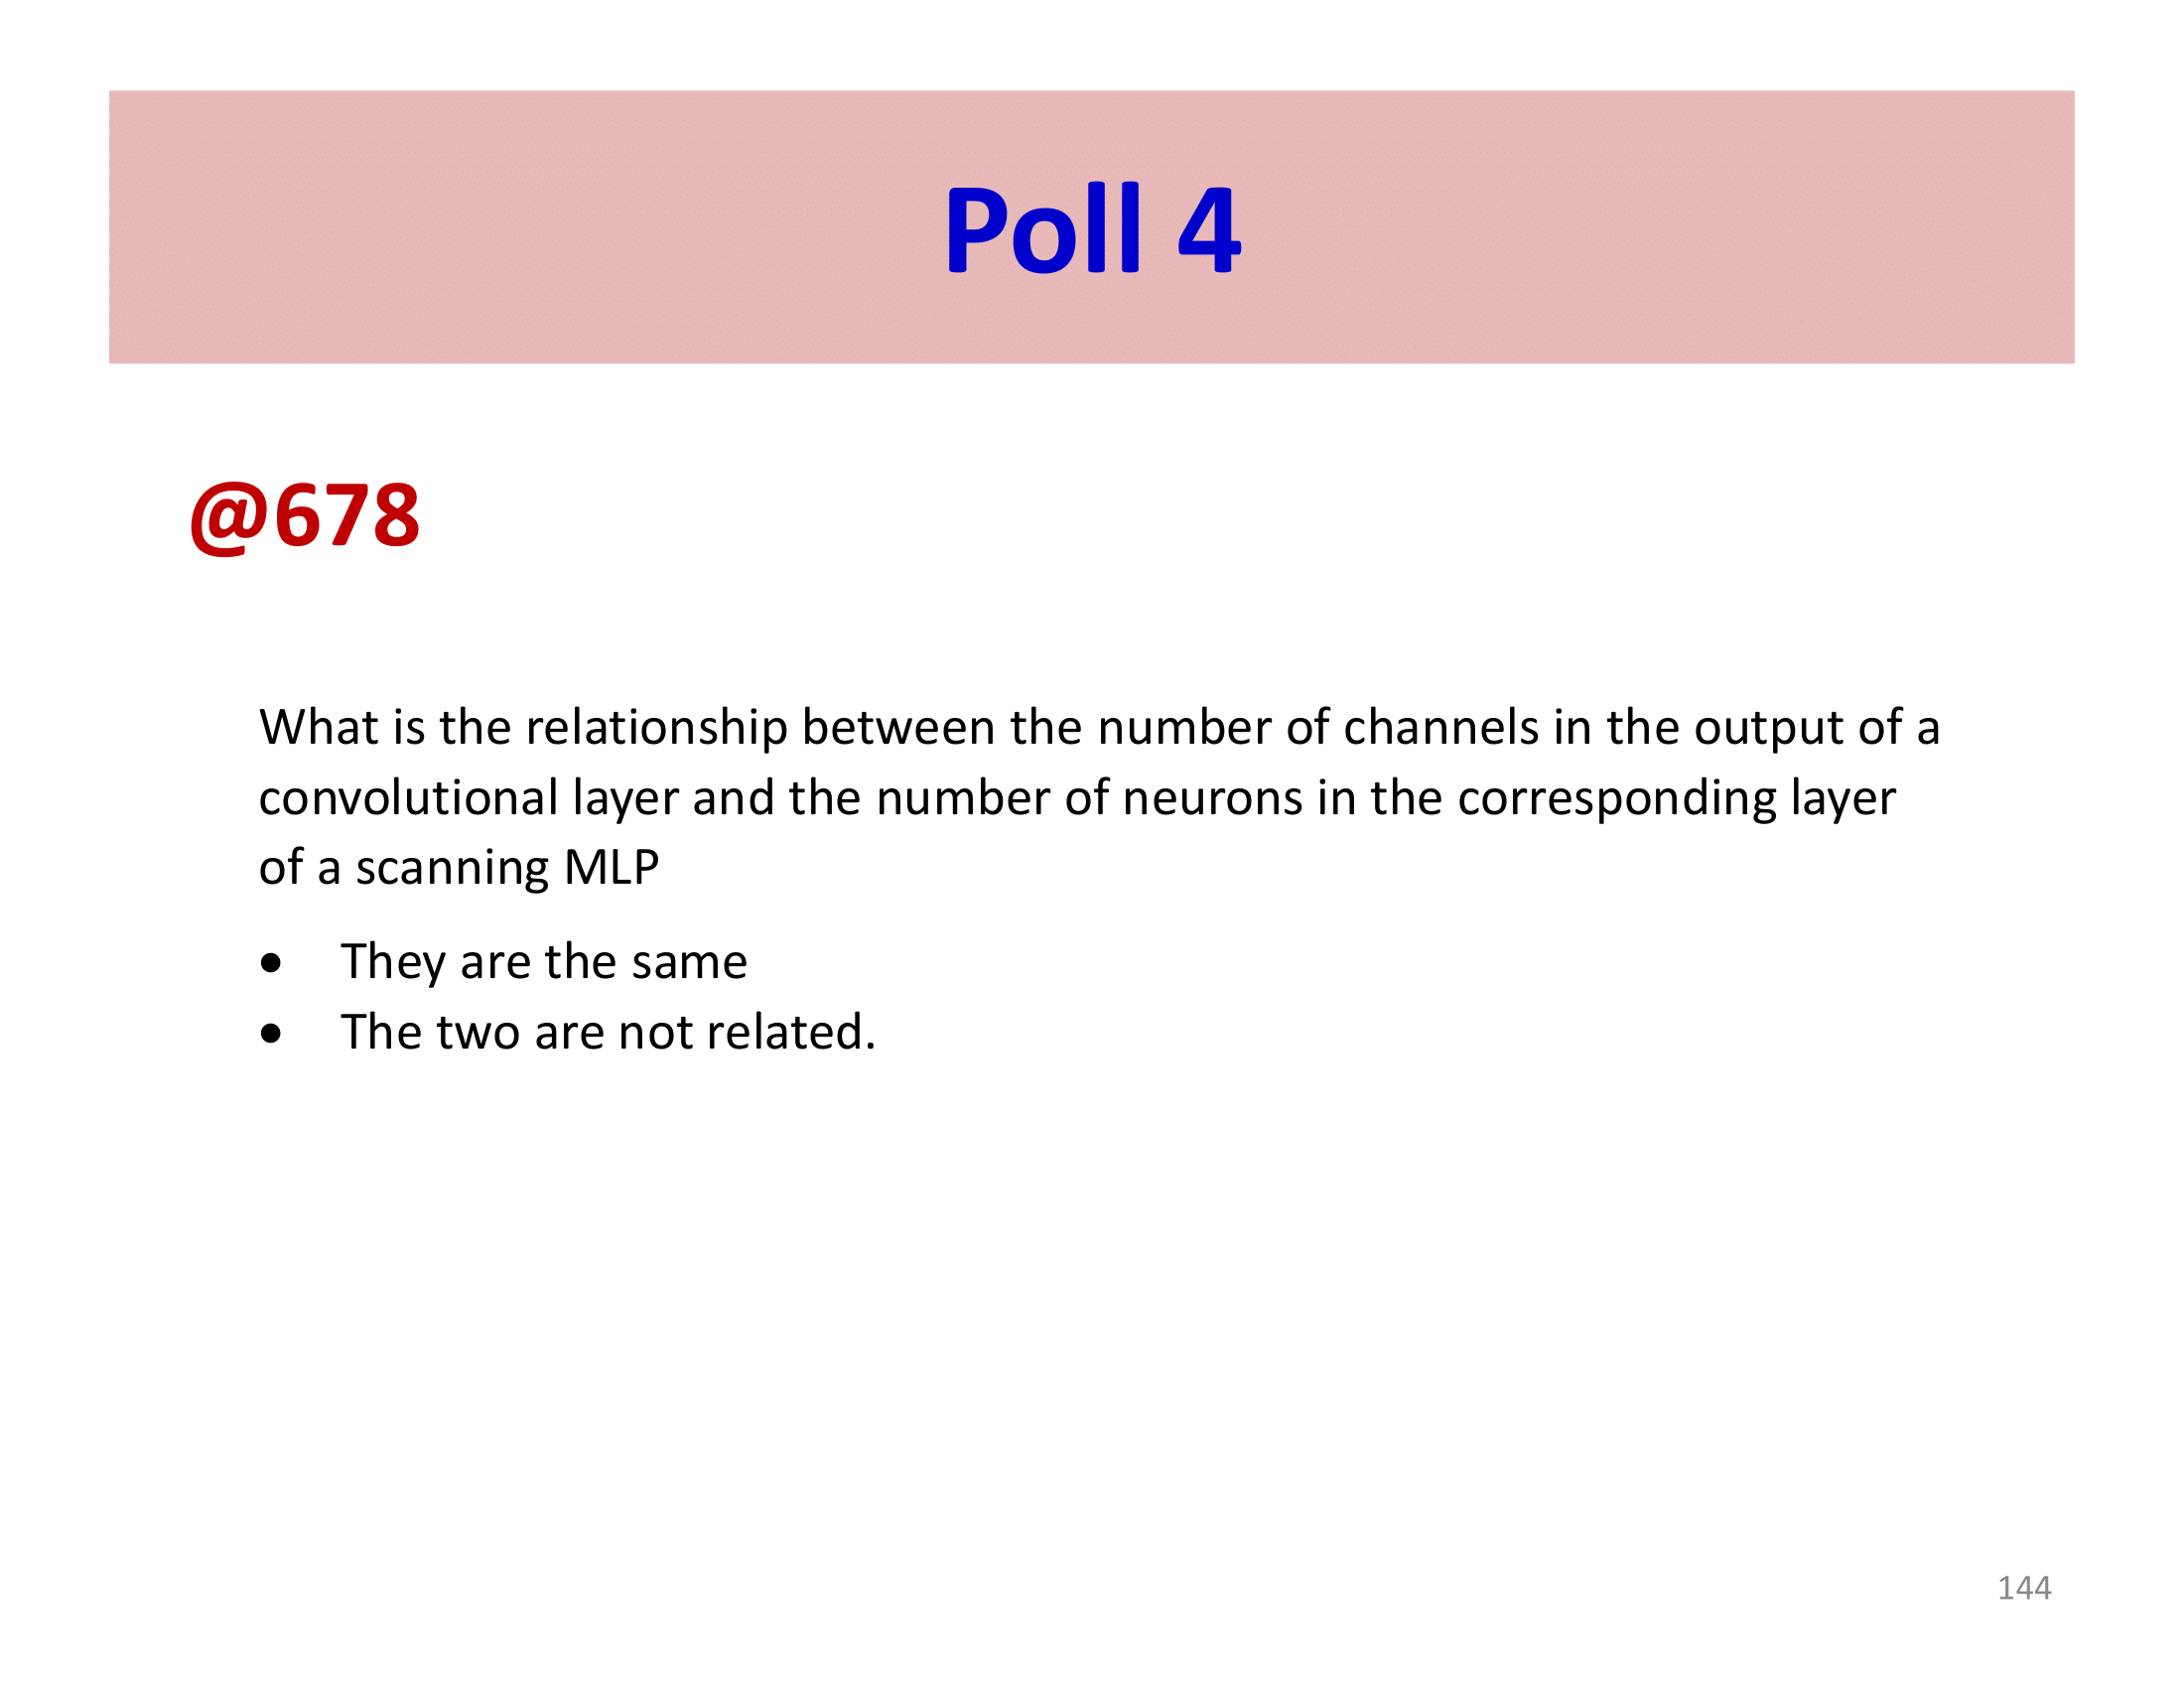 Poll 4
@678
What is the relationship between the number of channels in the output of a
convolutional layer and the number of neurons in the corresponding layer
of a scanning MLP
• They are the same
• The two are not related.
144